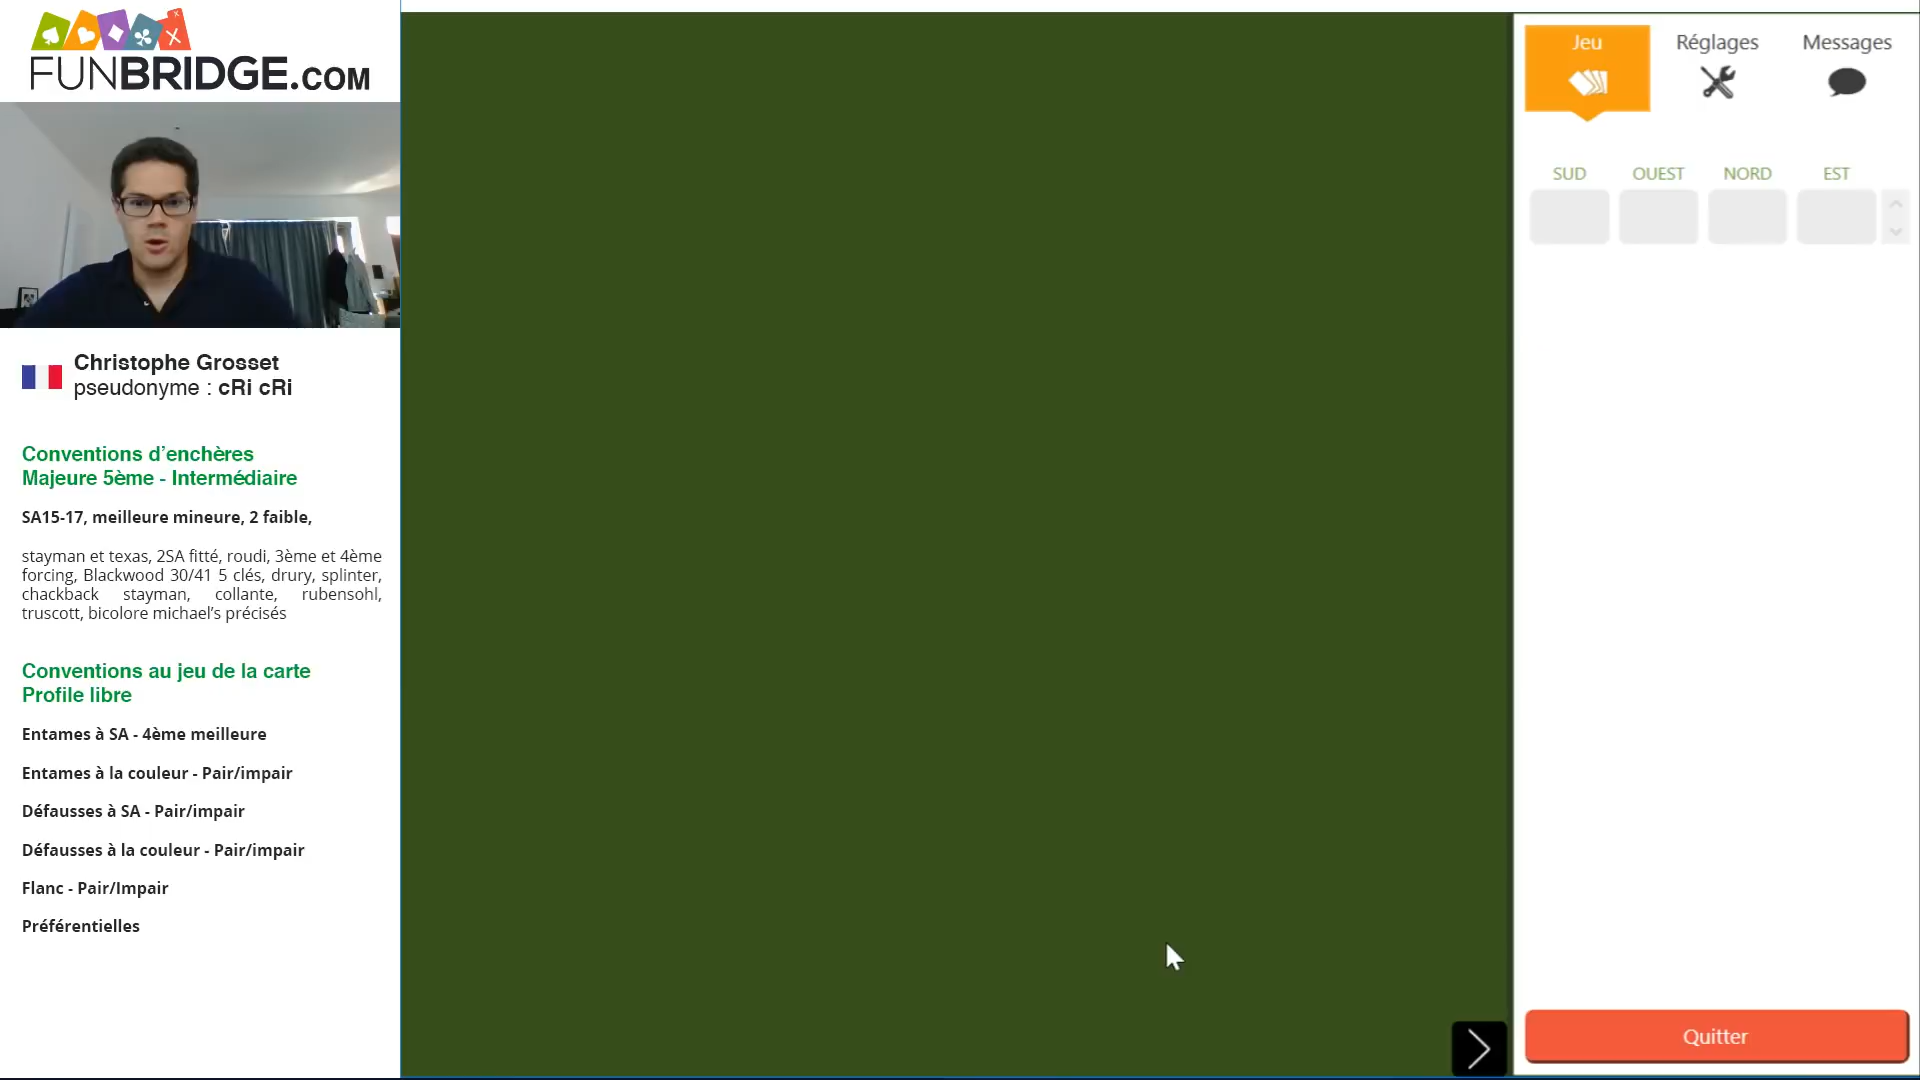 FUNBRIDGE.COM
Christophe Grosset
pseudonyme : cRi cRi
Conventions d’enchères
Majeure 5ème - Intermédiaire
SA15-17, meilleure mineure, 2 faible,
stayman et texas, 2SA fitté, roudi, 3ème et 4ème
forcing, Blackwood 30/41 5 clés, drury, splinter,
chackback stayman, collante, rubensohl,
truscott, bicolore michael’s précisés
Conventions au jeu de la carte
Profile libre
Entames à SA - 4ème meilleure
Entames à la couleur - Pair/impair
Défausses à SA - Pair/impair
Défausses à la couleur - Pair/impair
Flanc - Pair/Impair
Préférentielles
Jeu
Réglages
Messages
SUD
OUEST
NORD
EST
Quitter